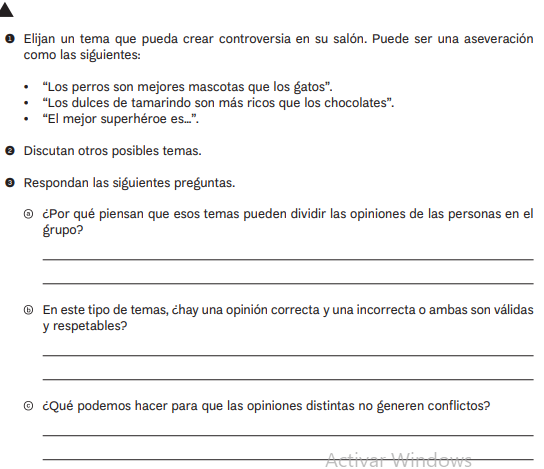 ❶ Elijan un tema que pueda crear controversia en su salón. Puede ser una aseveración
como las siguientes:
• “Los perros son mejores mascotas que los gatos”.
• “Los dulces de tamarindo son más ricos que los chocolates”.
• “El mejor superhéroe es...”.
❷ Discutan otros posibles temas.
❸ Respondan las siguientes preguntas.
ⓐ ¿Por qué piensan que esos temas pueden dividir las opiniones de las personas en el
grupo?
ⓑ En este tipo de temas, ¿hay una opinión correcta y una incorrecta o ambas son válidas
y respetables?
ⓒ ¿Qué podemos hacer para que las opiniones distintas no generen conflictos?
Activar Windows